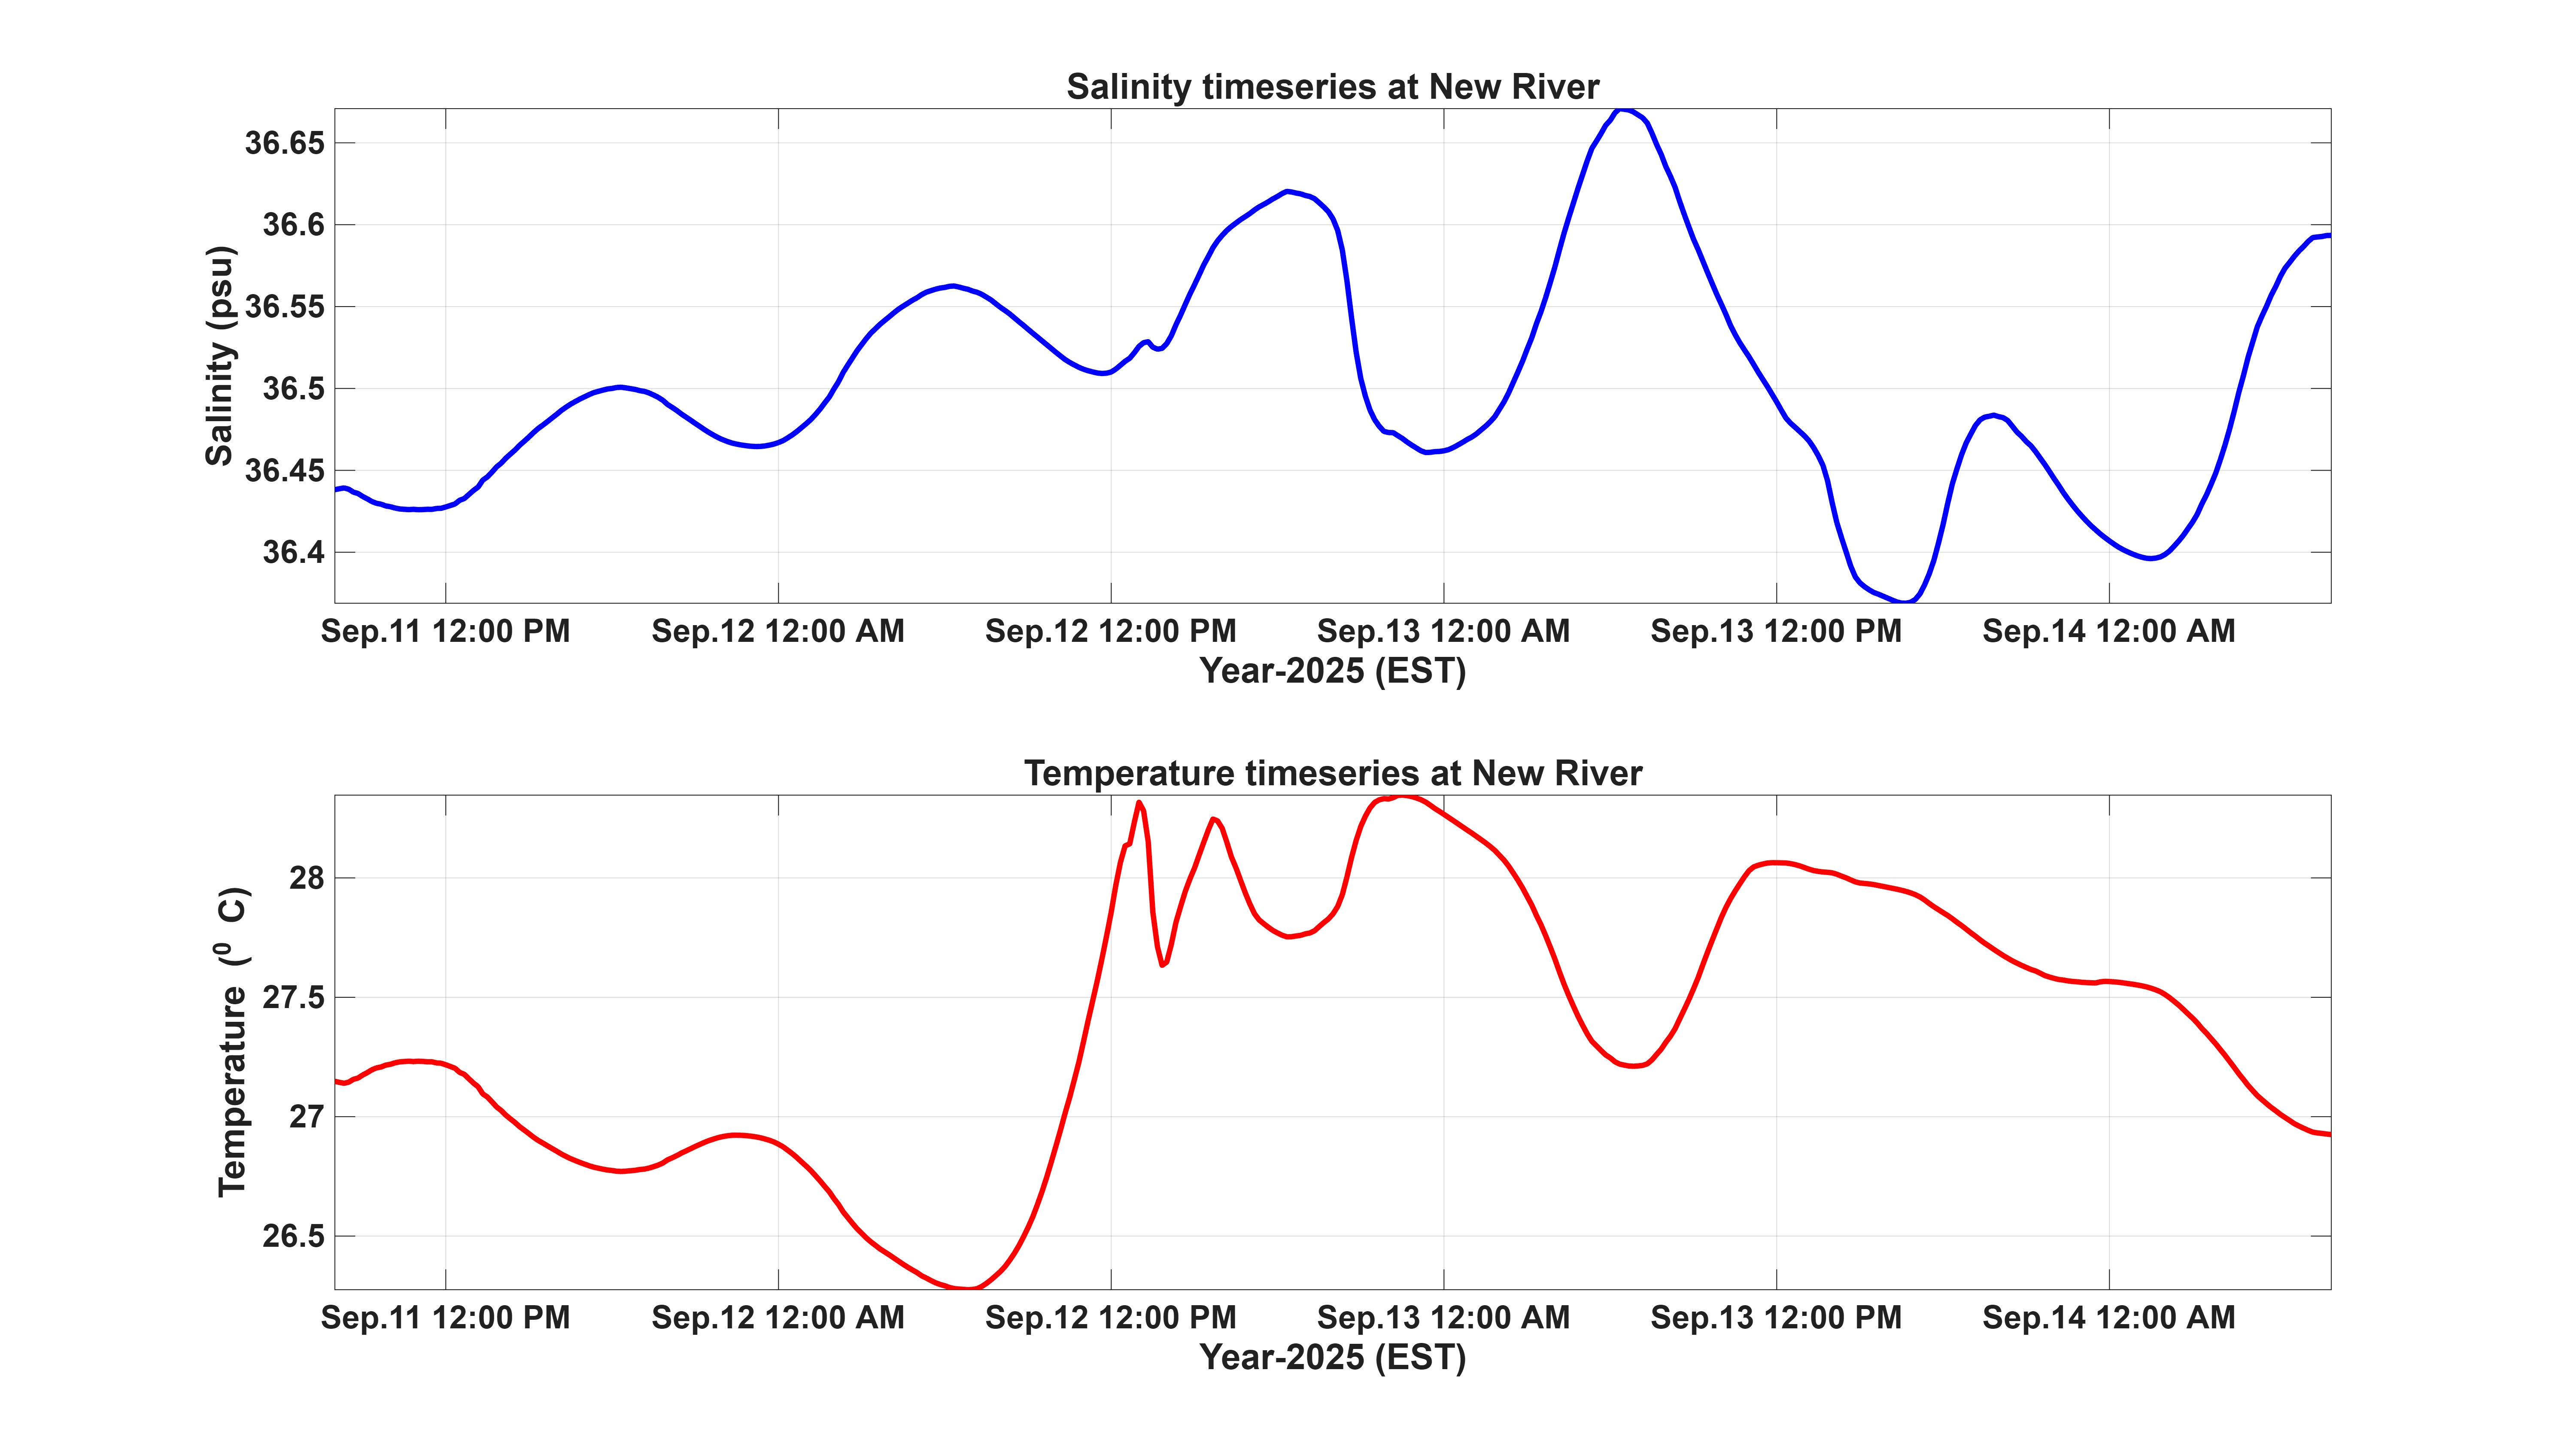 Salinity timeseries at New River
Salinity (psu)
36.65
36.6
36.55
36.5
36.45
36.4
Sep.11 12:00 PM Sep.12 12:00 AM Sep.12 12:00 PM Sep.13 12:00 AM Sep.13 12:00 PM Sep.14 12:00 AM
Year-2025 (EST)
Temperature timeseries at New River
Temperature (⁰ C)
28
27.5
27
26.5
Sep.11 12:00 PM Sep.12 12:00 AM Sep.12 12:00 PM Sep.13 12:00 AM Sep.13 12:00 PM Sep.14 12:00 AM
Year-2025 (EST)